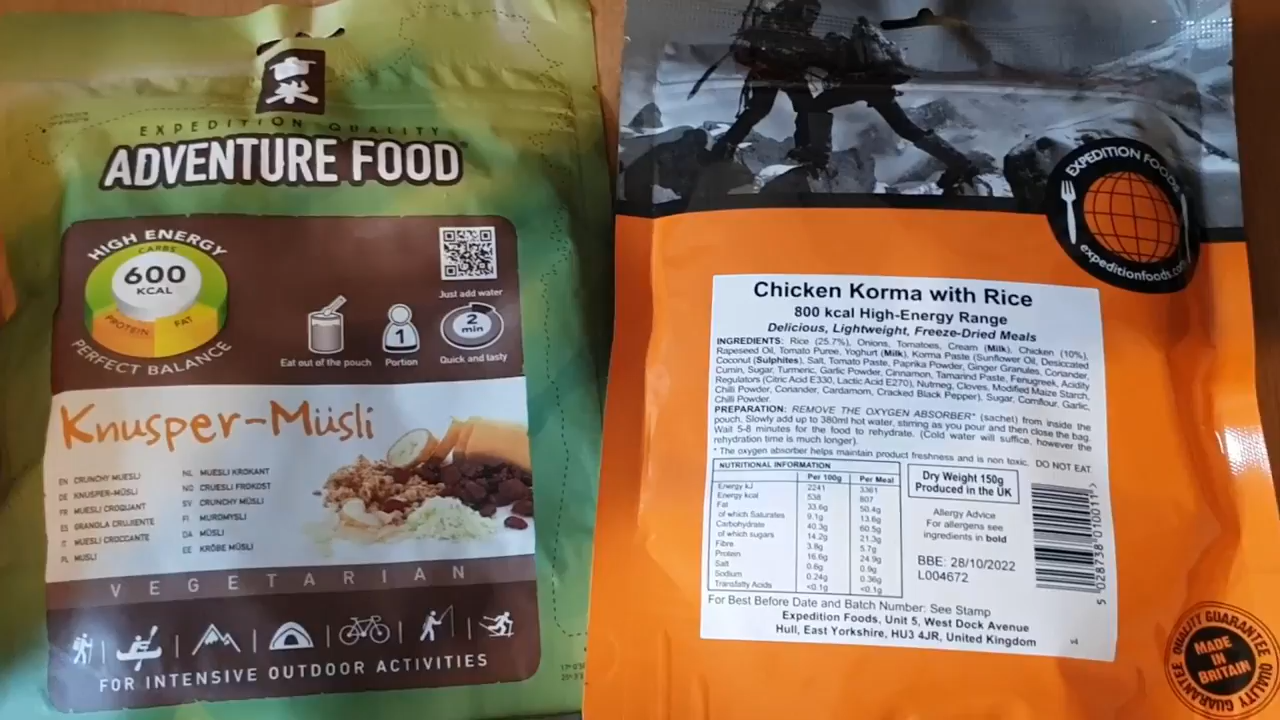 EXPEDITION QUALITY
ADVENTURE FOOD
HIGH ENERGY
CARBS
600
KCAL
PROTEIN
FAT
PERFECT BALANCE
Eat out of the pouch
1
Portion
Just add water
2
min
Quick and tasty
Knusper-Müsli
EN CRUNCHY MUESLI
DE KNUSPER-MÜSLI
FR MUESLI CROQUANT
ES GRANOLA CRUJIENTE
IT MUESLI CROCCANTE
PL MUSLI
NL MUESLI KROKANT
NO CRUESLI FROKOST
SV CRUNCHY MÜSLI
FI MUROMYSLI
DA MÜSLI
EE KRÕBE MÜSLI
VEGETARIAN
FOR INTENSIVE OUTDOOR ACTIVITIES
EXPEDITION FOODS
expeditionfoods.com
Chicken Korma with Rice
800 kcal High-Energy Range
Delicious, Lightweight, Freeze-Dried Meals
INGREDIENTS: Rice (25.7%), Onions, Tomatoes, Cream (Milk), Chicken (10%),
Rapeseed Oil, Tomato Puree, Yoghurt (Milk), Korma Paste (Sunflower Oil, Desiccated
Coconut (Sulphites), Salt, Tomato Paste, Paprika Powder, Ginger Granules, Coriander,
Cumin, Sugar, Turmeric, Garlic Powder, Cinnamon, Tamarind Paste, Fenugreek, Acidity
Regulators (Citric Acid E330, Lactic Acid E270), Nutmeg, Cloves, Modified Maize Starch,
Chilli Powder, Coriander, Cardamom, Cracked Black Pepper), Sugar, Cornflour, Garlic,
Chilli Powder.
PREPARATION: REMOVE THE OXYGEN ABSORBER* (sachet) from inside the
pouch. Slowly add up to 380ml hot water, stirring as you pour and then close the bag.
Wait 5-8 minutes for the food to rehydrate. (Cold water will suffice, however the
rehydration time is much longer).
* The oxygen absorber helps maintain product freshness and is non toxic. DO NOT EAT.
NUTRITIONAL INFORMATION
Per 100g Per Meal
Energy kJ 2241 3361
Energy kcal 538 807
Fat 33.6g 50.4g
of which Saturates 9.1g 13.6g
Carbohydrate 40.3g 60.5g
of which sugars 14.2g 21.3g
Fibre 3.8g 5.7g
Protein 16.6g 24.9g
Salt 0.6g 0.9g
Sodium 0.24g 0.36g
Transfatty Acids <0.1g <0.1g
Dry Weight 150g
Produced in the UK
Allergy Advice
For allergens see
ingredients in bold
BBE: 28/10/2022
L004672
5 028738 010011 >
For Best Before Date and Batch Number: See Stamp
Expedition Foods, Unit 5, West Dock Avenue
Hull, East Yorkshire, HU3 4JR, United Kingdom
v4
QUALITY GUARANTEE
MADE
IN
BRITAIN
QUALITY GUARANTEE